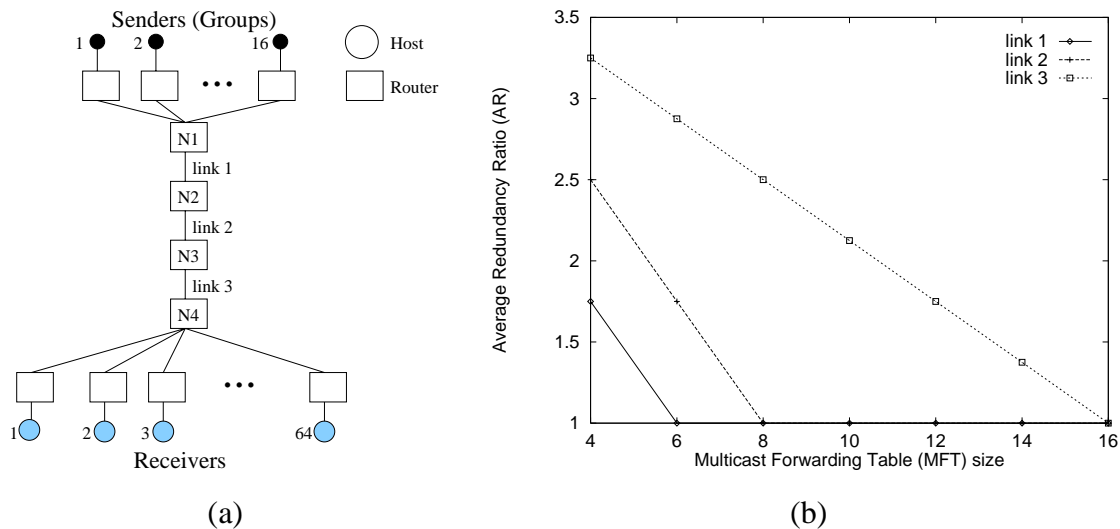 Senders (Groups)
1
2
16
Host
Router
N1
link 1
N2
link 2
N3
link 3
N4
1
2
3
64
Receivers
(a)
3.5
3
2.5
2
1.5
1
Average Redundancy Ratio (AR)
link 1
link 2
link 3
4
6
8
10
12
14
16
Multicast Forwarding Table (MFT) size
(b)